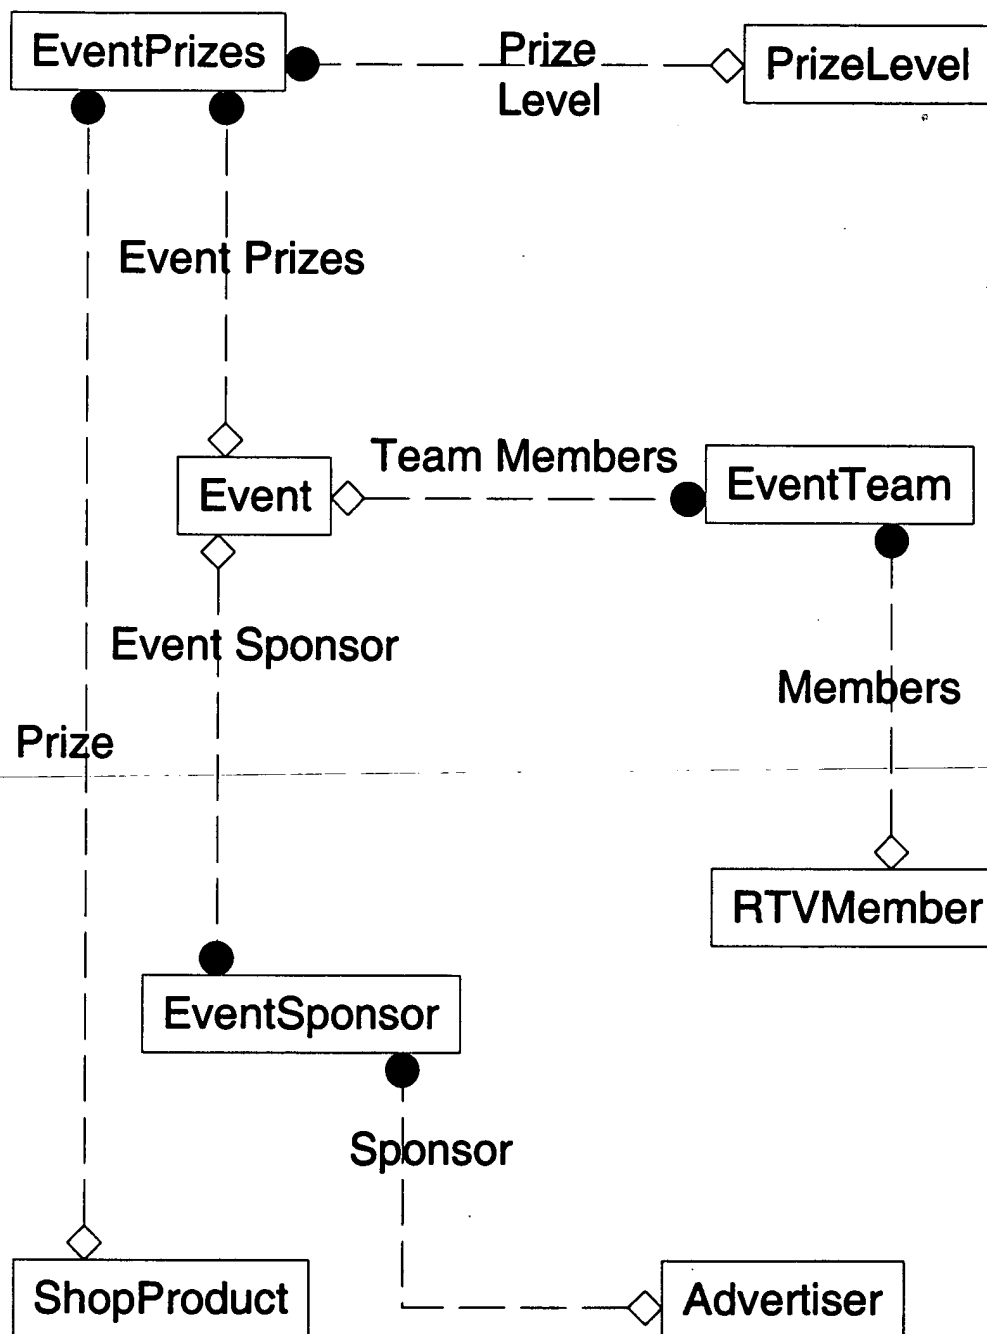 EventPrizes
Prize
Level
PrizeLevel
Event Prizes
Event
Team Members
EventTeam
Event Sponsor
Members
Prize
RTVMember
EventSponsor
Sponsor
ShopProduct
Advertiser